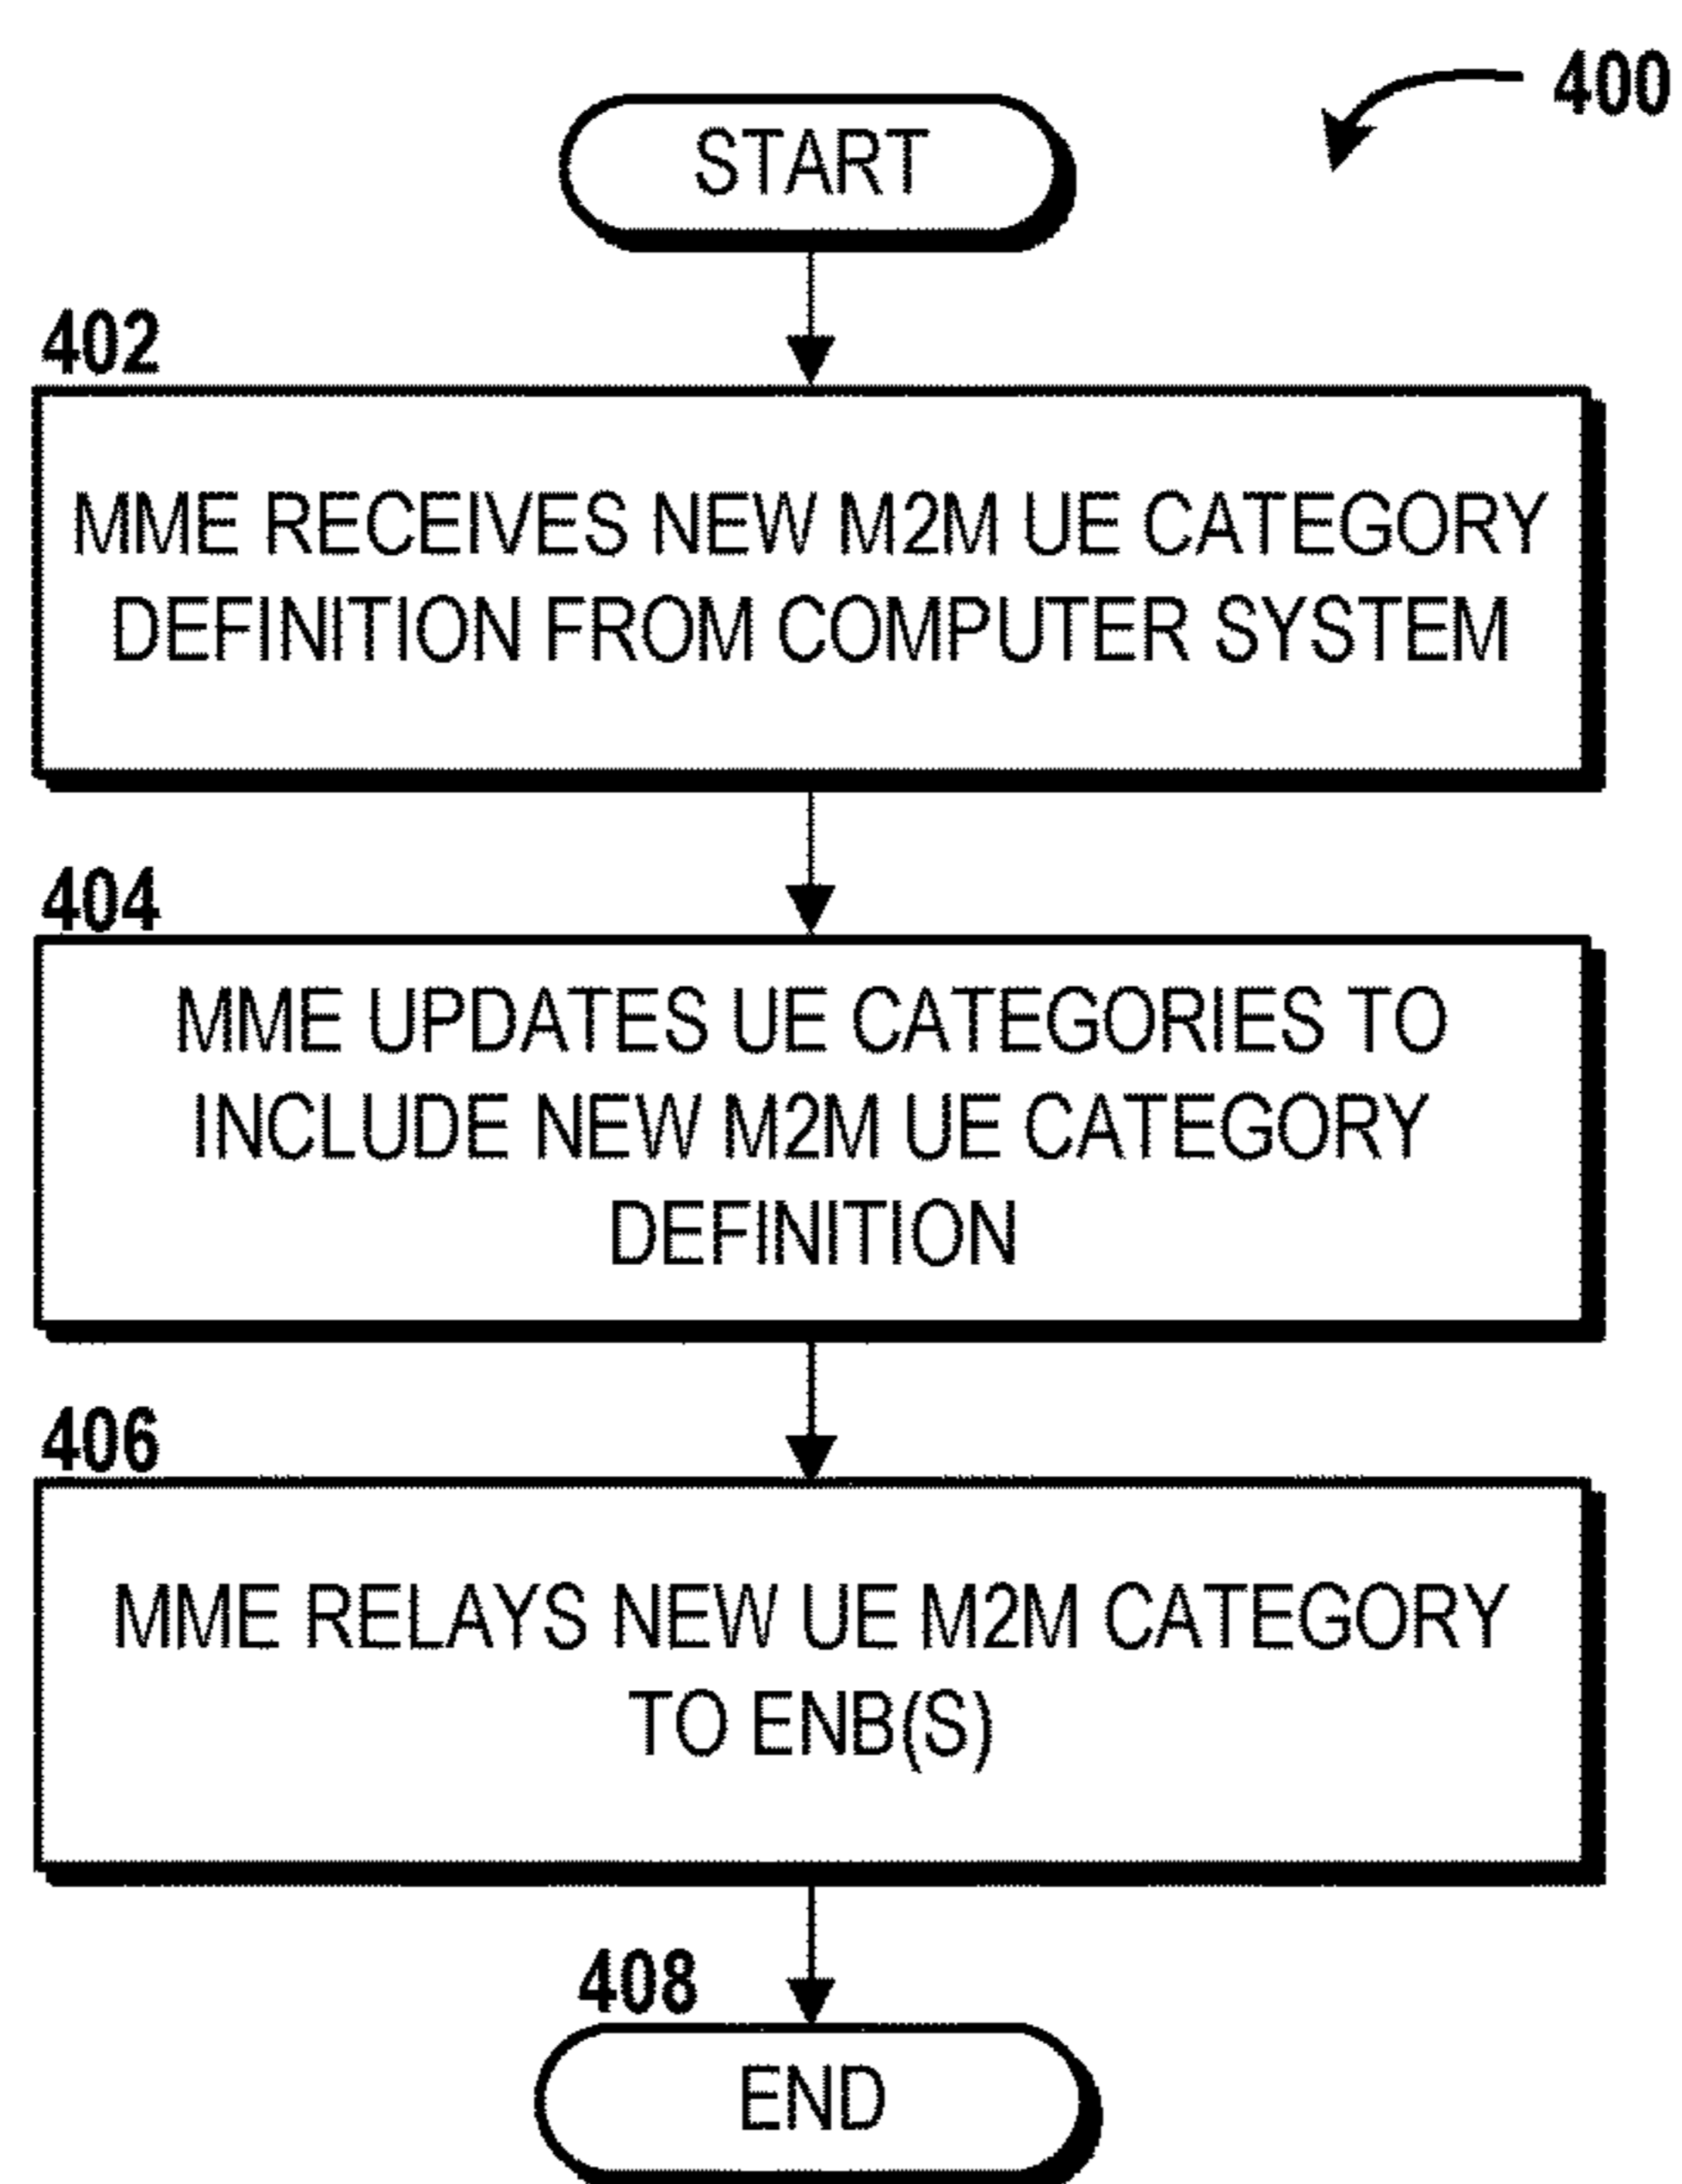 400
START
402
MME RECEIVES NEW M2M UE CATEGORY
DEFINITION FROM COMPUTER SYSTEM
404
MME UPDATES UE CATEGORIES TO
INCLUDE NEW M2M UE CATEGORY
DEFINITION
406
MME RELAYS NEW UE M2M CATEGORY
TO ENB(S)
408
END